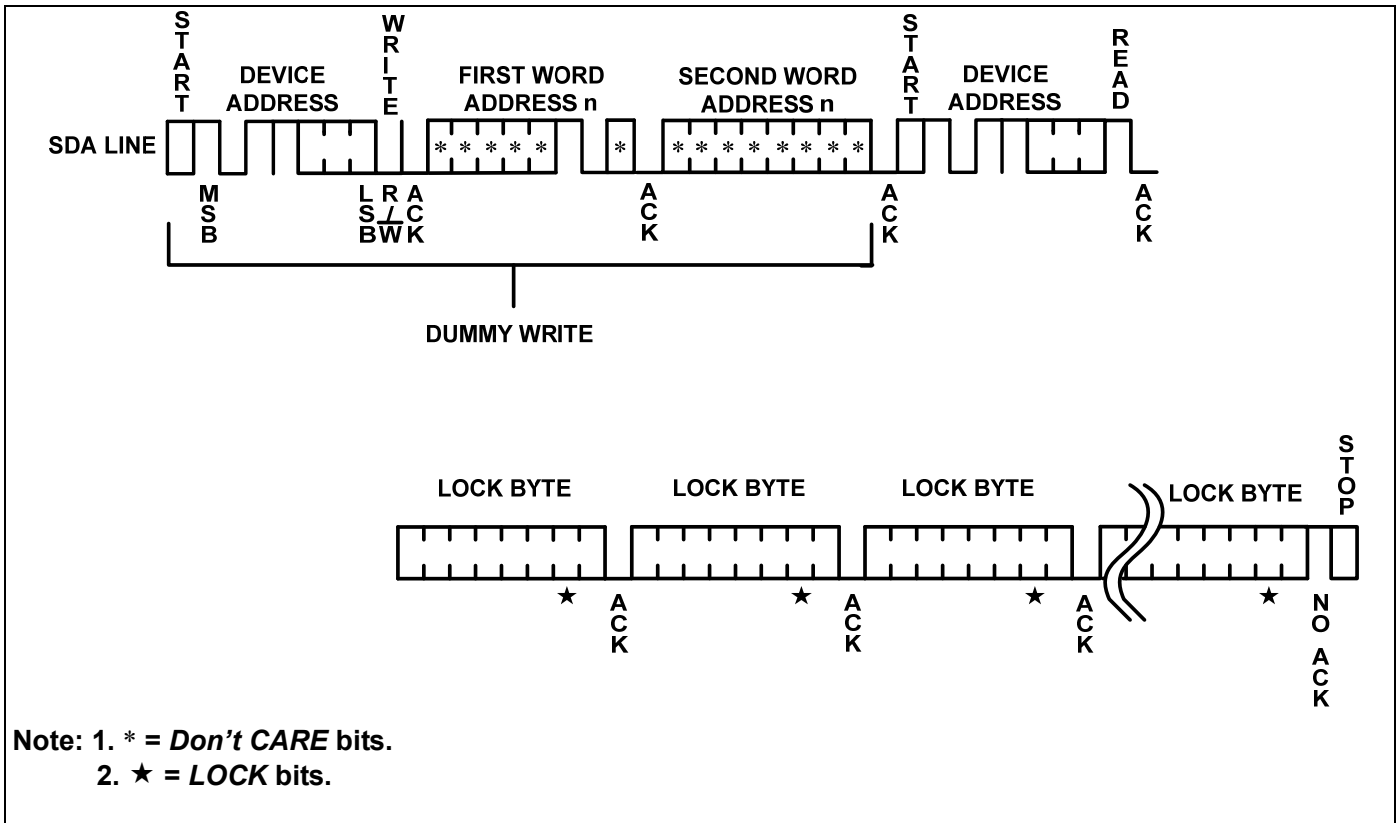 START
WRITE
START
READ
DEVICE
ADDRESS
FIRST WORD
ADDRESS n
SECOND WORD
ADDRESS n
DEVICE
ADDRESS
SDA LINE
* * * * *
*
* * * * * * * *
MSB
LSB
R/W
ACK
ACK
ACK
ACK
DUMMY WRITE
STOP
LOCK BYTE
LOCK BYTE
LOCK BYTE
LOCK BYTE
★
ACK
★
ACK
★
ACK
★
NO ACK
Note: 1. * = Don't CARE bits.
2. ★ = LOCK bits.